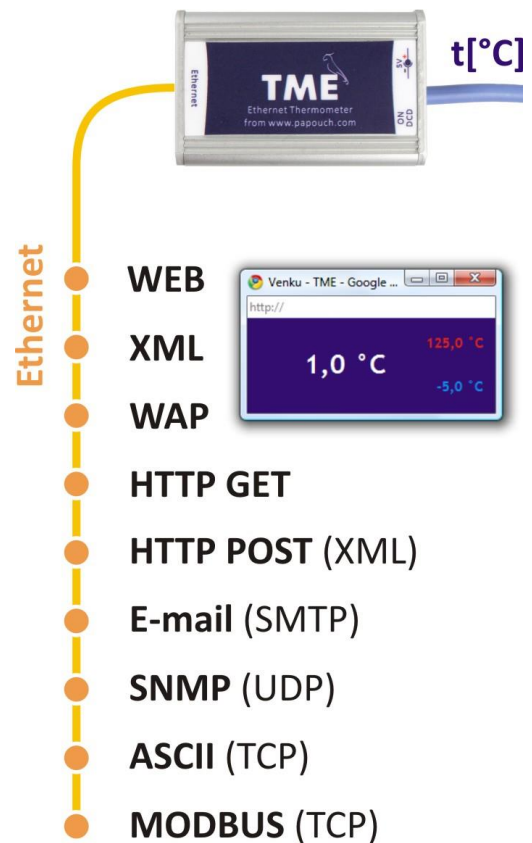 t[°C]
Ethernet
TME
Ethernet Thermometer
from www.papouch.com
5V
ON
DCD
Ethernet
WEB
XML
WAP
HTTP GET
HTTP POST (XML)
E-mail (SMTP)
SNMP (UDP)
ASCII (TCP)
MODBUS (TCP)
Venku - TME - Google ...
http://
125,0 °C
1,0 °C
-5,0 °C